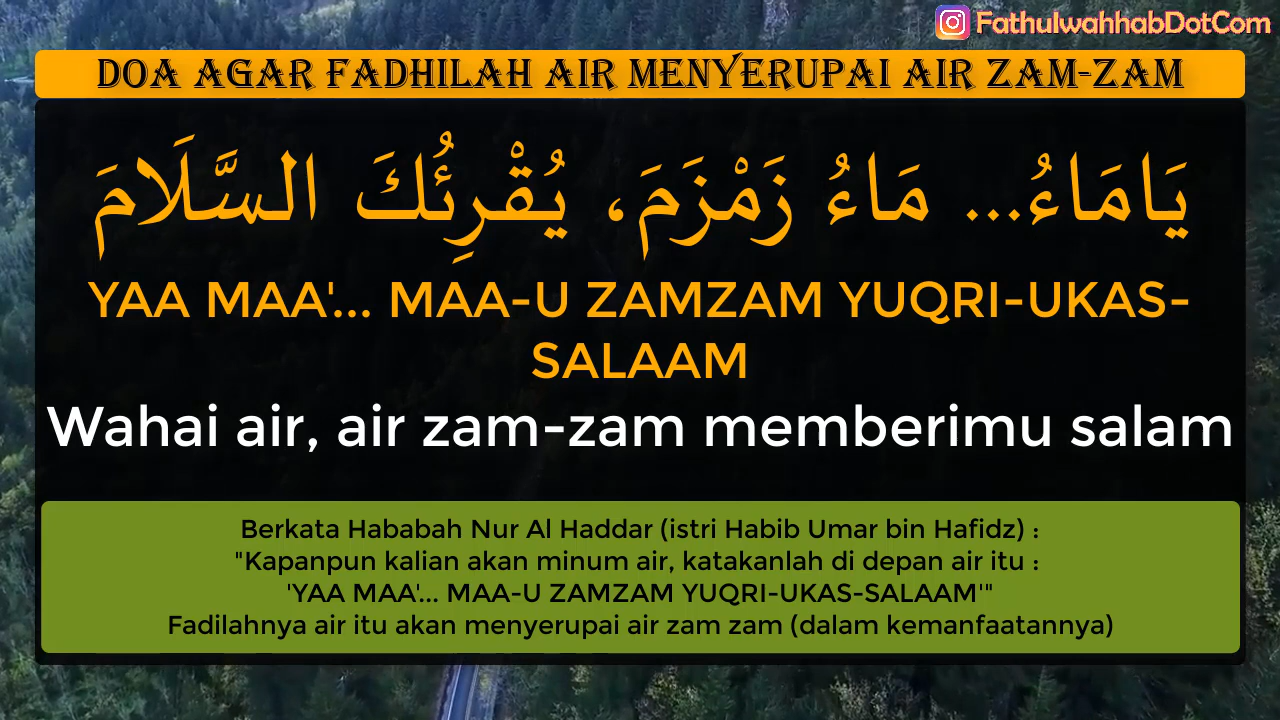 FathulwahhabDotCom
DOA AGAR FADHILAH AIR MENYERUPAI AIR ZAM-ZAM
يَامَاءُ... مَاءُ زَمْزَمَ، يُقْرِئُكَ السَّلَامَ
YAA MAA'... MAA-U ZAMZAM YUQRI-UKAS-
SALAAM
Wahai air, air zam-zam memberimu salam
Berkata Hababah Nur Al Haddar (istri Habib Umar bin Hafidz) :
"Kapanpun kalian akan minum air, katakanlah di depan air itu :
'YAA MAA'... MAA-U ZAMZAM YUQRI-UKAS-SALAAM'"
Fadilahnya air itu akan menyerupai air zam zam (dalam kemanfaatannya)